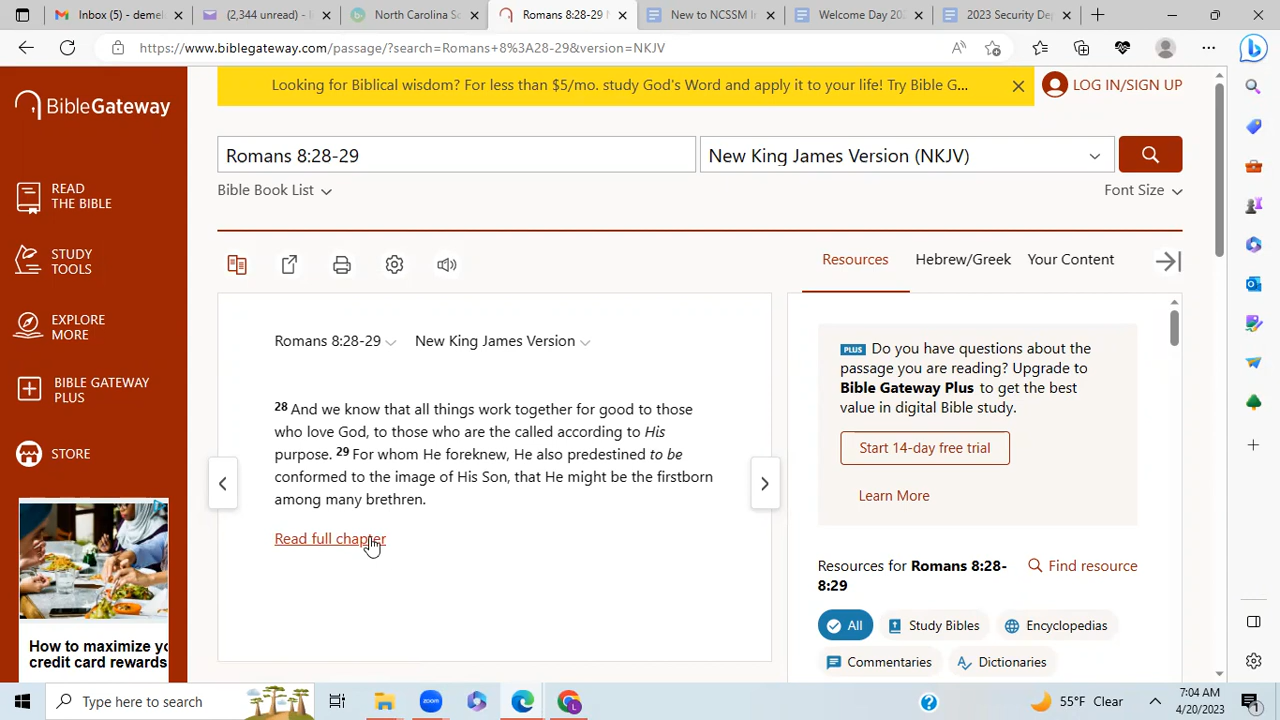 Inbox - gmail
(2,344 unread) -
North Carolina Sc
Romans 8:28-29
New to NCSSM In
Welcome Day 202
2023 Security De
https://www.biblegateway.com/passage/?search=Romans+8%3A28-29&version=NKJV
BibleGateway
Looking for Biblical wisdom? For less than $5/mo. study God's Word and apply it to your life! Try Bible G...
LOG IN/SIGN UP
Romans 8:28-29
New King James Version (NKJV)
Bible Book List
Font Size
READ
THE BIBLE
STUDY
TOOLS
EXPLORE
MORE
BIBLE GATEWAY
PLUS
STORE
How to maximize yo
credit card rewards
Romans 8:28-29
New King James Version
28 And we know that all things work together for good to those
who love God, to those who are the called according to His
purpose. 29 For whom He foreknew, He also predestined to be
conformed to the image of His Son, that He might be the firstborn
among many brethren.
Read full chapter
Resources
Hebrew/Greek
Your Content
PLUS Do you have questions about the
passage you are reading? Upgrade to
Bible Gateway Plus to get the best
value in digital Bible study.
Start 14-day free trial
Learn More
Resources for Romans 8:28-
8:29
Find resource
All
Study Bibles
Encyclopedias
Commentaries
Dictionaries
Type here to search
zoom
L
55°F Clear
7:04 AM
4/20/2023
1